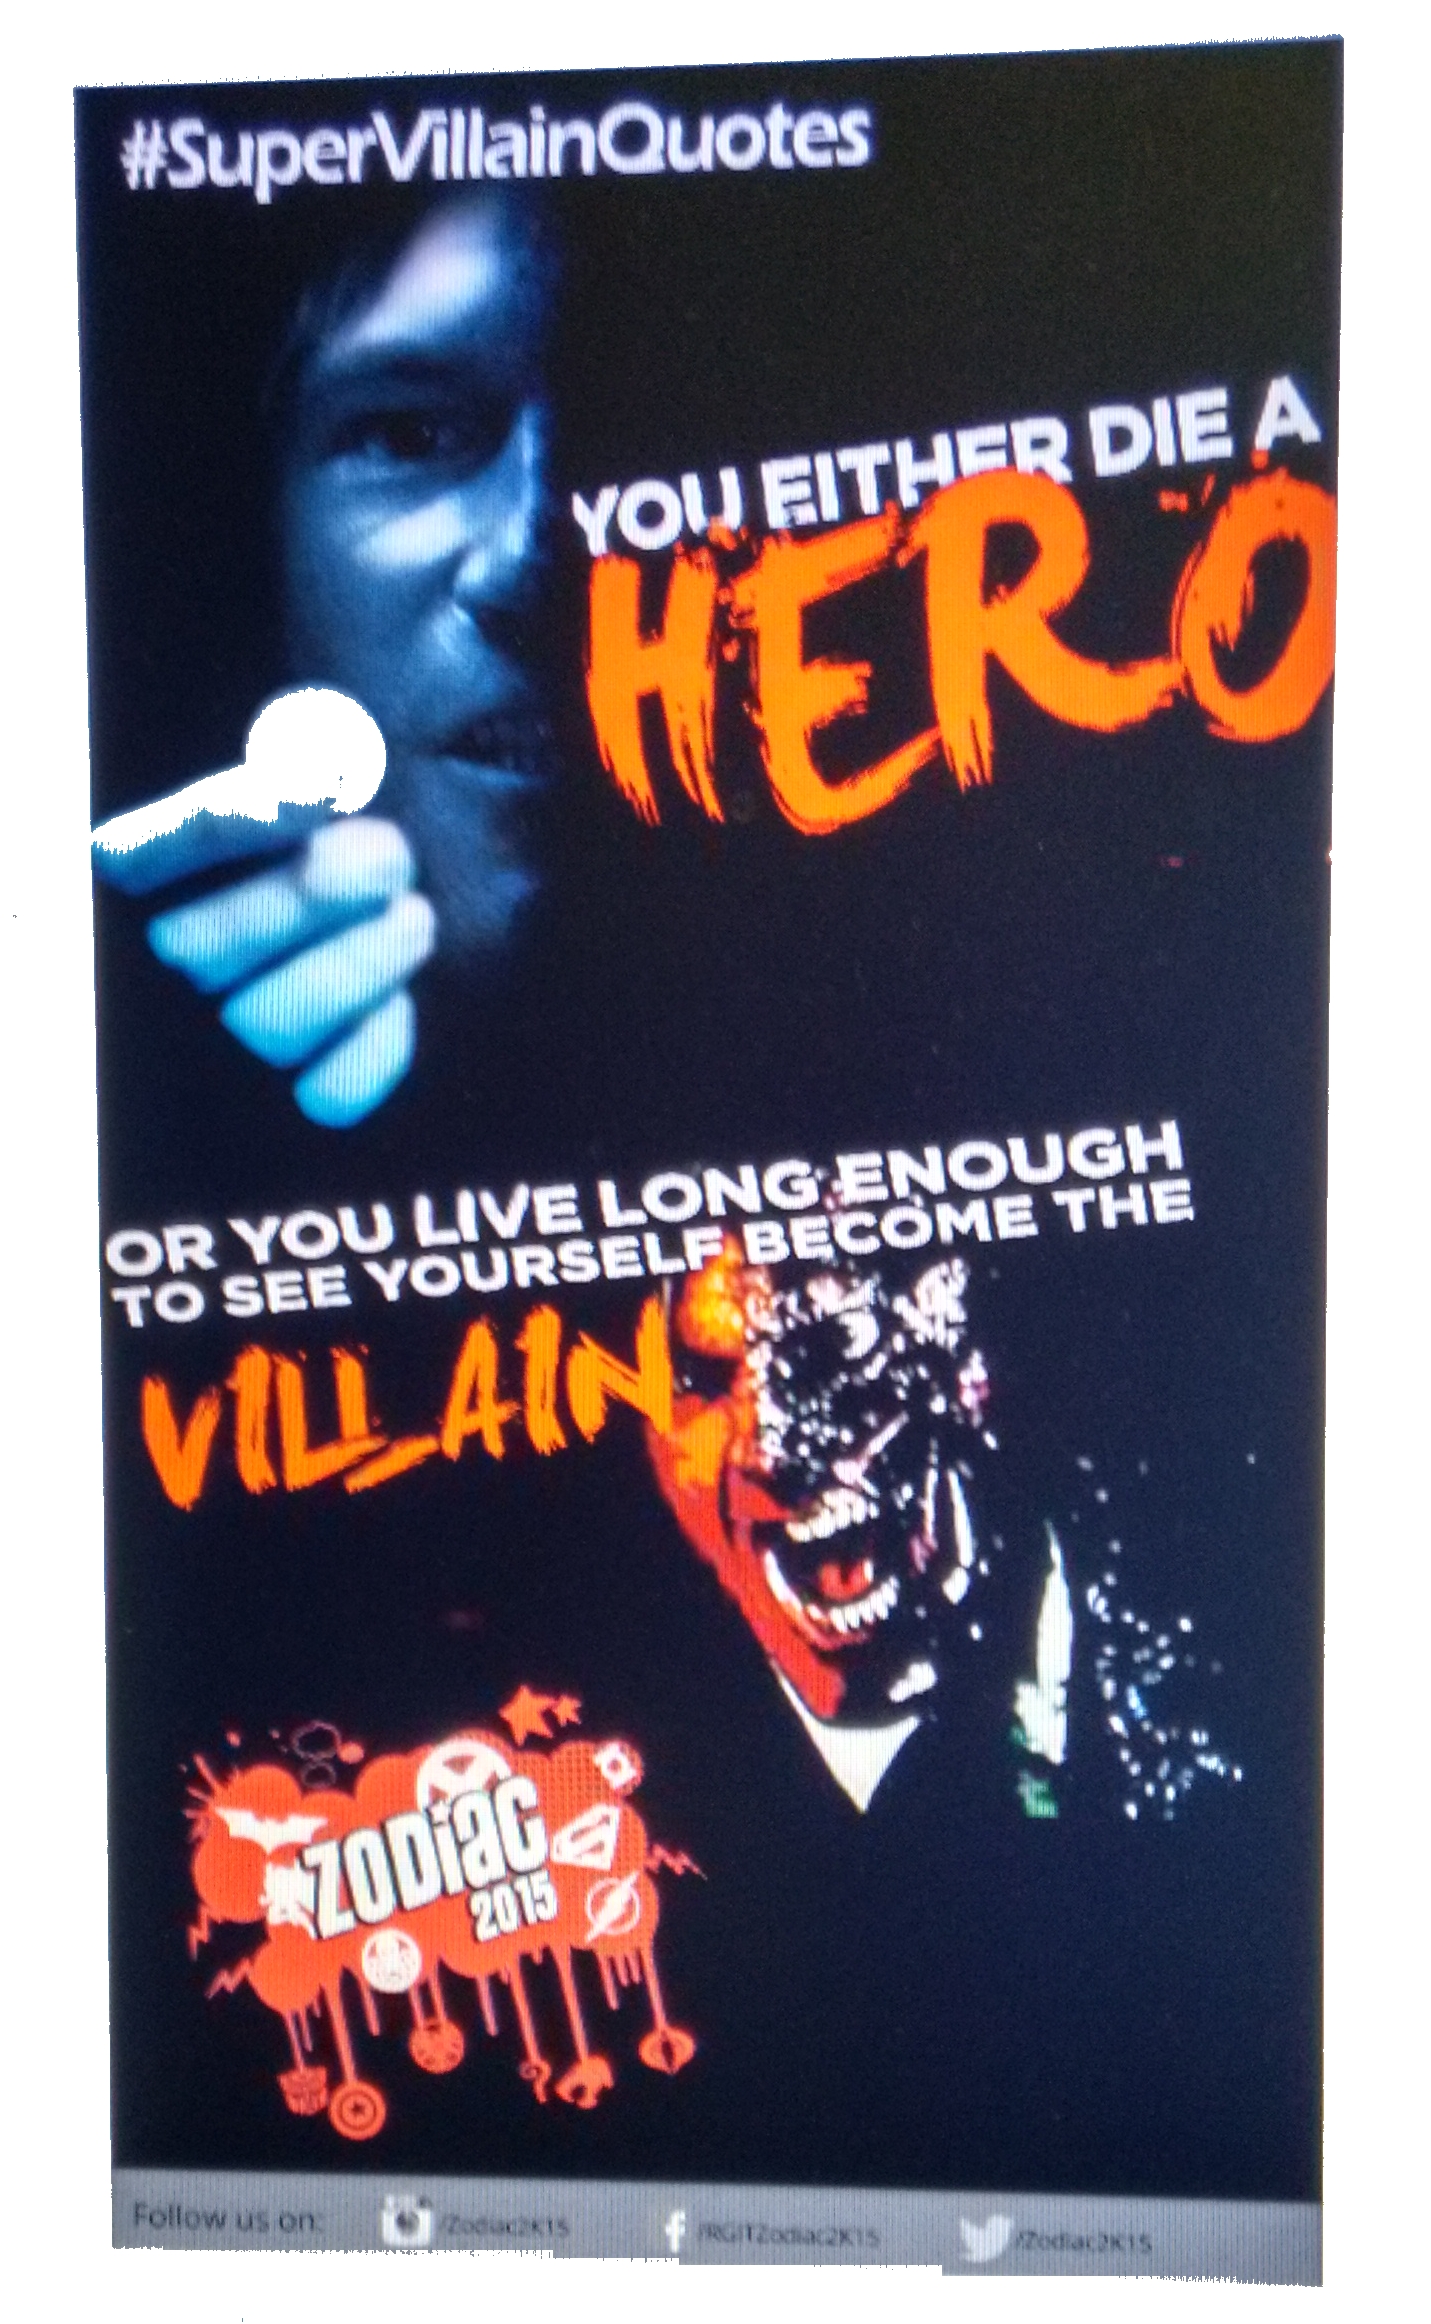 #SuperVillainQuotes
YOU EITHER DIE A
HERO
OR YOU LIVE LONG ENOUGH
TO SEE YOURSELF BECOME THE
VILLAIN
ZODiaC
2015
Follow us on: /Zodiac2K15 /RGITZodiac2K15 /Zodiac2K15